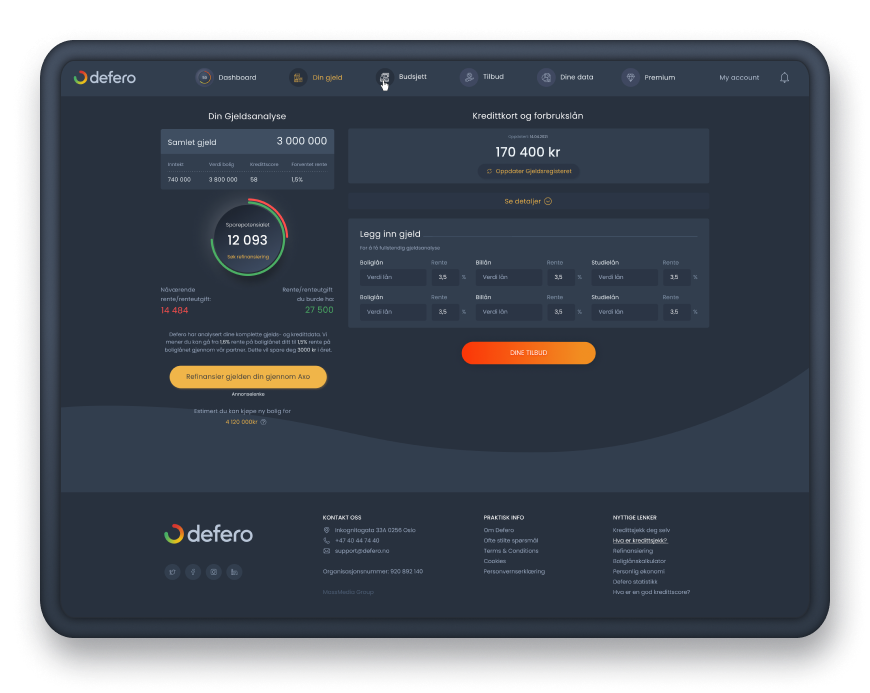 defero
58
Dashboard
Din gjeld
Budsjett
Tilbud
Dine data
Premium
My account
Din Gjeldsanalyse
Samlet gjeld 3 000 000
Inntekt Verdi bolig Kredittscore Forventet rente
740 000 3 800 000 58 1,5%
Sparepotensialet
12 093
Søk refinansiering
Nåværende
rente/renteutgift:
14 484
Rente/renteutgift
du burde ha:
27 500
Defero har analysert dine komplette gjelds- og kredittdata. Vi
mener du kan gå fra 1,6% rente på boliglånet ditt til 1,5% rente på
boliglånet gjennom vår partner. Dette vil spare deg 3000 kr i året.
Refinansier gjelden din gjennom Axo
Annonselenke
Estimert du kan kjøpe ny bolig for
4 120 000kr
Kredittkort og forbrukslån
170 400 kr
Oppdater Gjeldsregisteret
Se detaljer
Legg inn gjeld
For å få fullstendig gjeldsanalyse
Boliglån Rente Billån Rente Studielån Rente
Verdi lån 3,5 % Verdi lån 3,5 % Verdi lån 3,5 %
Boliglån Rente Billån Rente Studielån Rente
Verdi lån 3,5 % Verdi lån 3,5 % Verdi lån 3,5 %
DINE TILBUD
defero
KONTAKT OSS
Inkognitogata 33A 0256 Oslo
+47 40 44 74 40
support@defero.no
Organisasjonsnummer: 920 892 140
MoxieMedia Group
PRAKTISK INFO
Om Defero
Ofte stilte spørsmål
Terms & Conditions
Cookies
Personvernserklæring
NYTTIGE LENKER
Kredittsjekk deg selv
Hva er kredittsjekk?
Refinansiering
Boliglånskalkulator
Personlig økonomi
Defero statistikk
Hva er en god kredittscore?